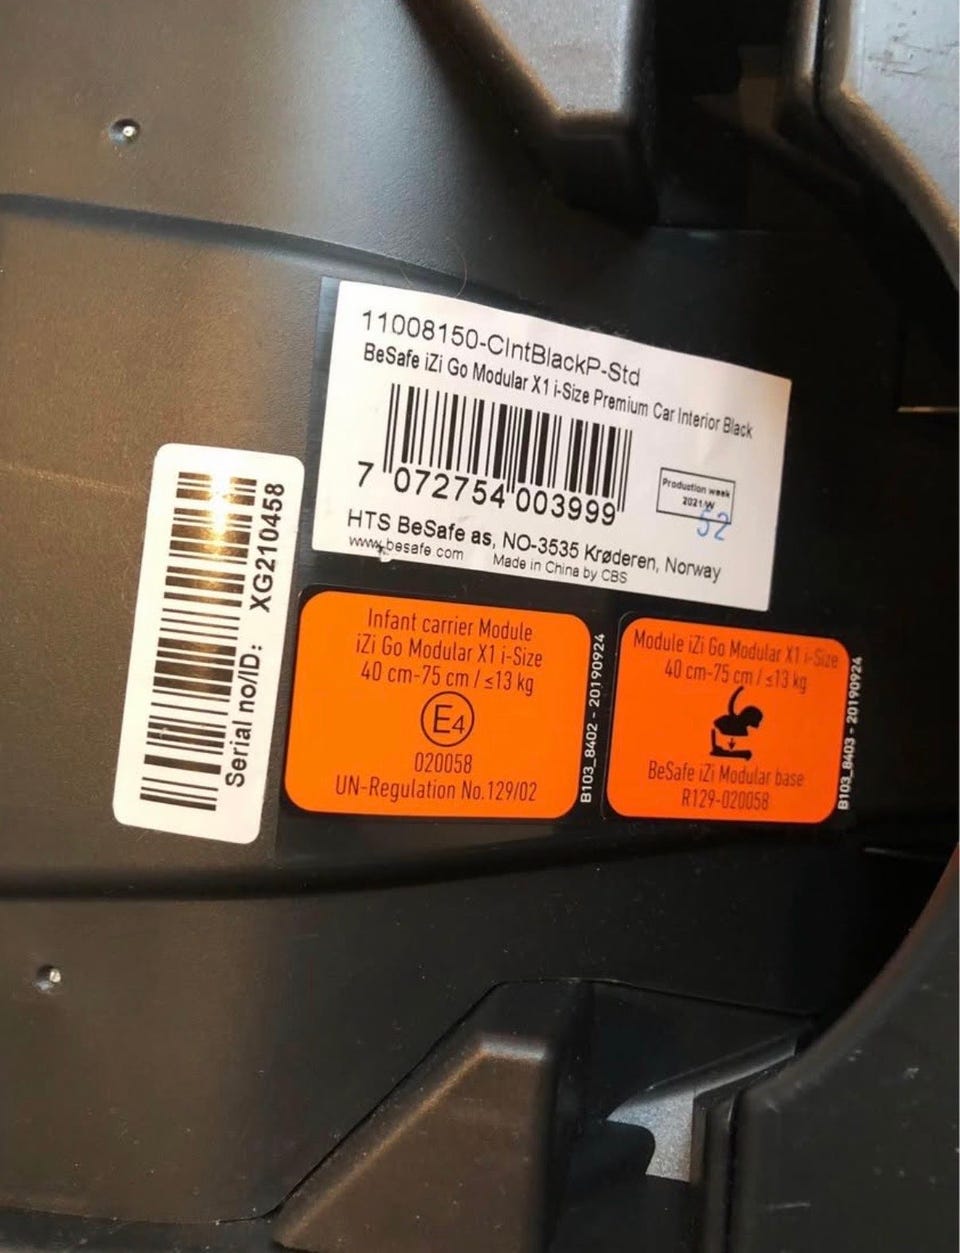 11008150-CIntBlackP-Std
BeSafe iZi Go Modular X1 i-Size Premium Car Interior Black
7 072754 003999
Production week
2021 W
52
HTS BeSafe as, NO-3535 Krøderen, Norway
www.besafe.com Made in China by CBS
Serial no/ID: XG210458
Infant carrier Module
iZi Go Modular X1 i-Size
40 cm-75 cm / ≤13 kg
E4
020058
UN-Regulation No.129/02
B103_8402 - 20190924
Module iZi Go Modular X1 i-Size
40 cm-75 cm / ≤13 kg
BeSafe iZi Modular base
R129-020058
B103_8403 - 20190924